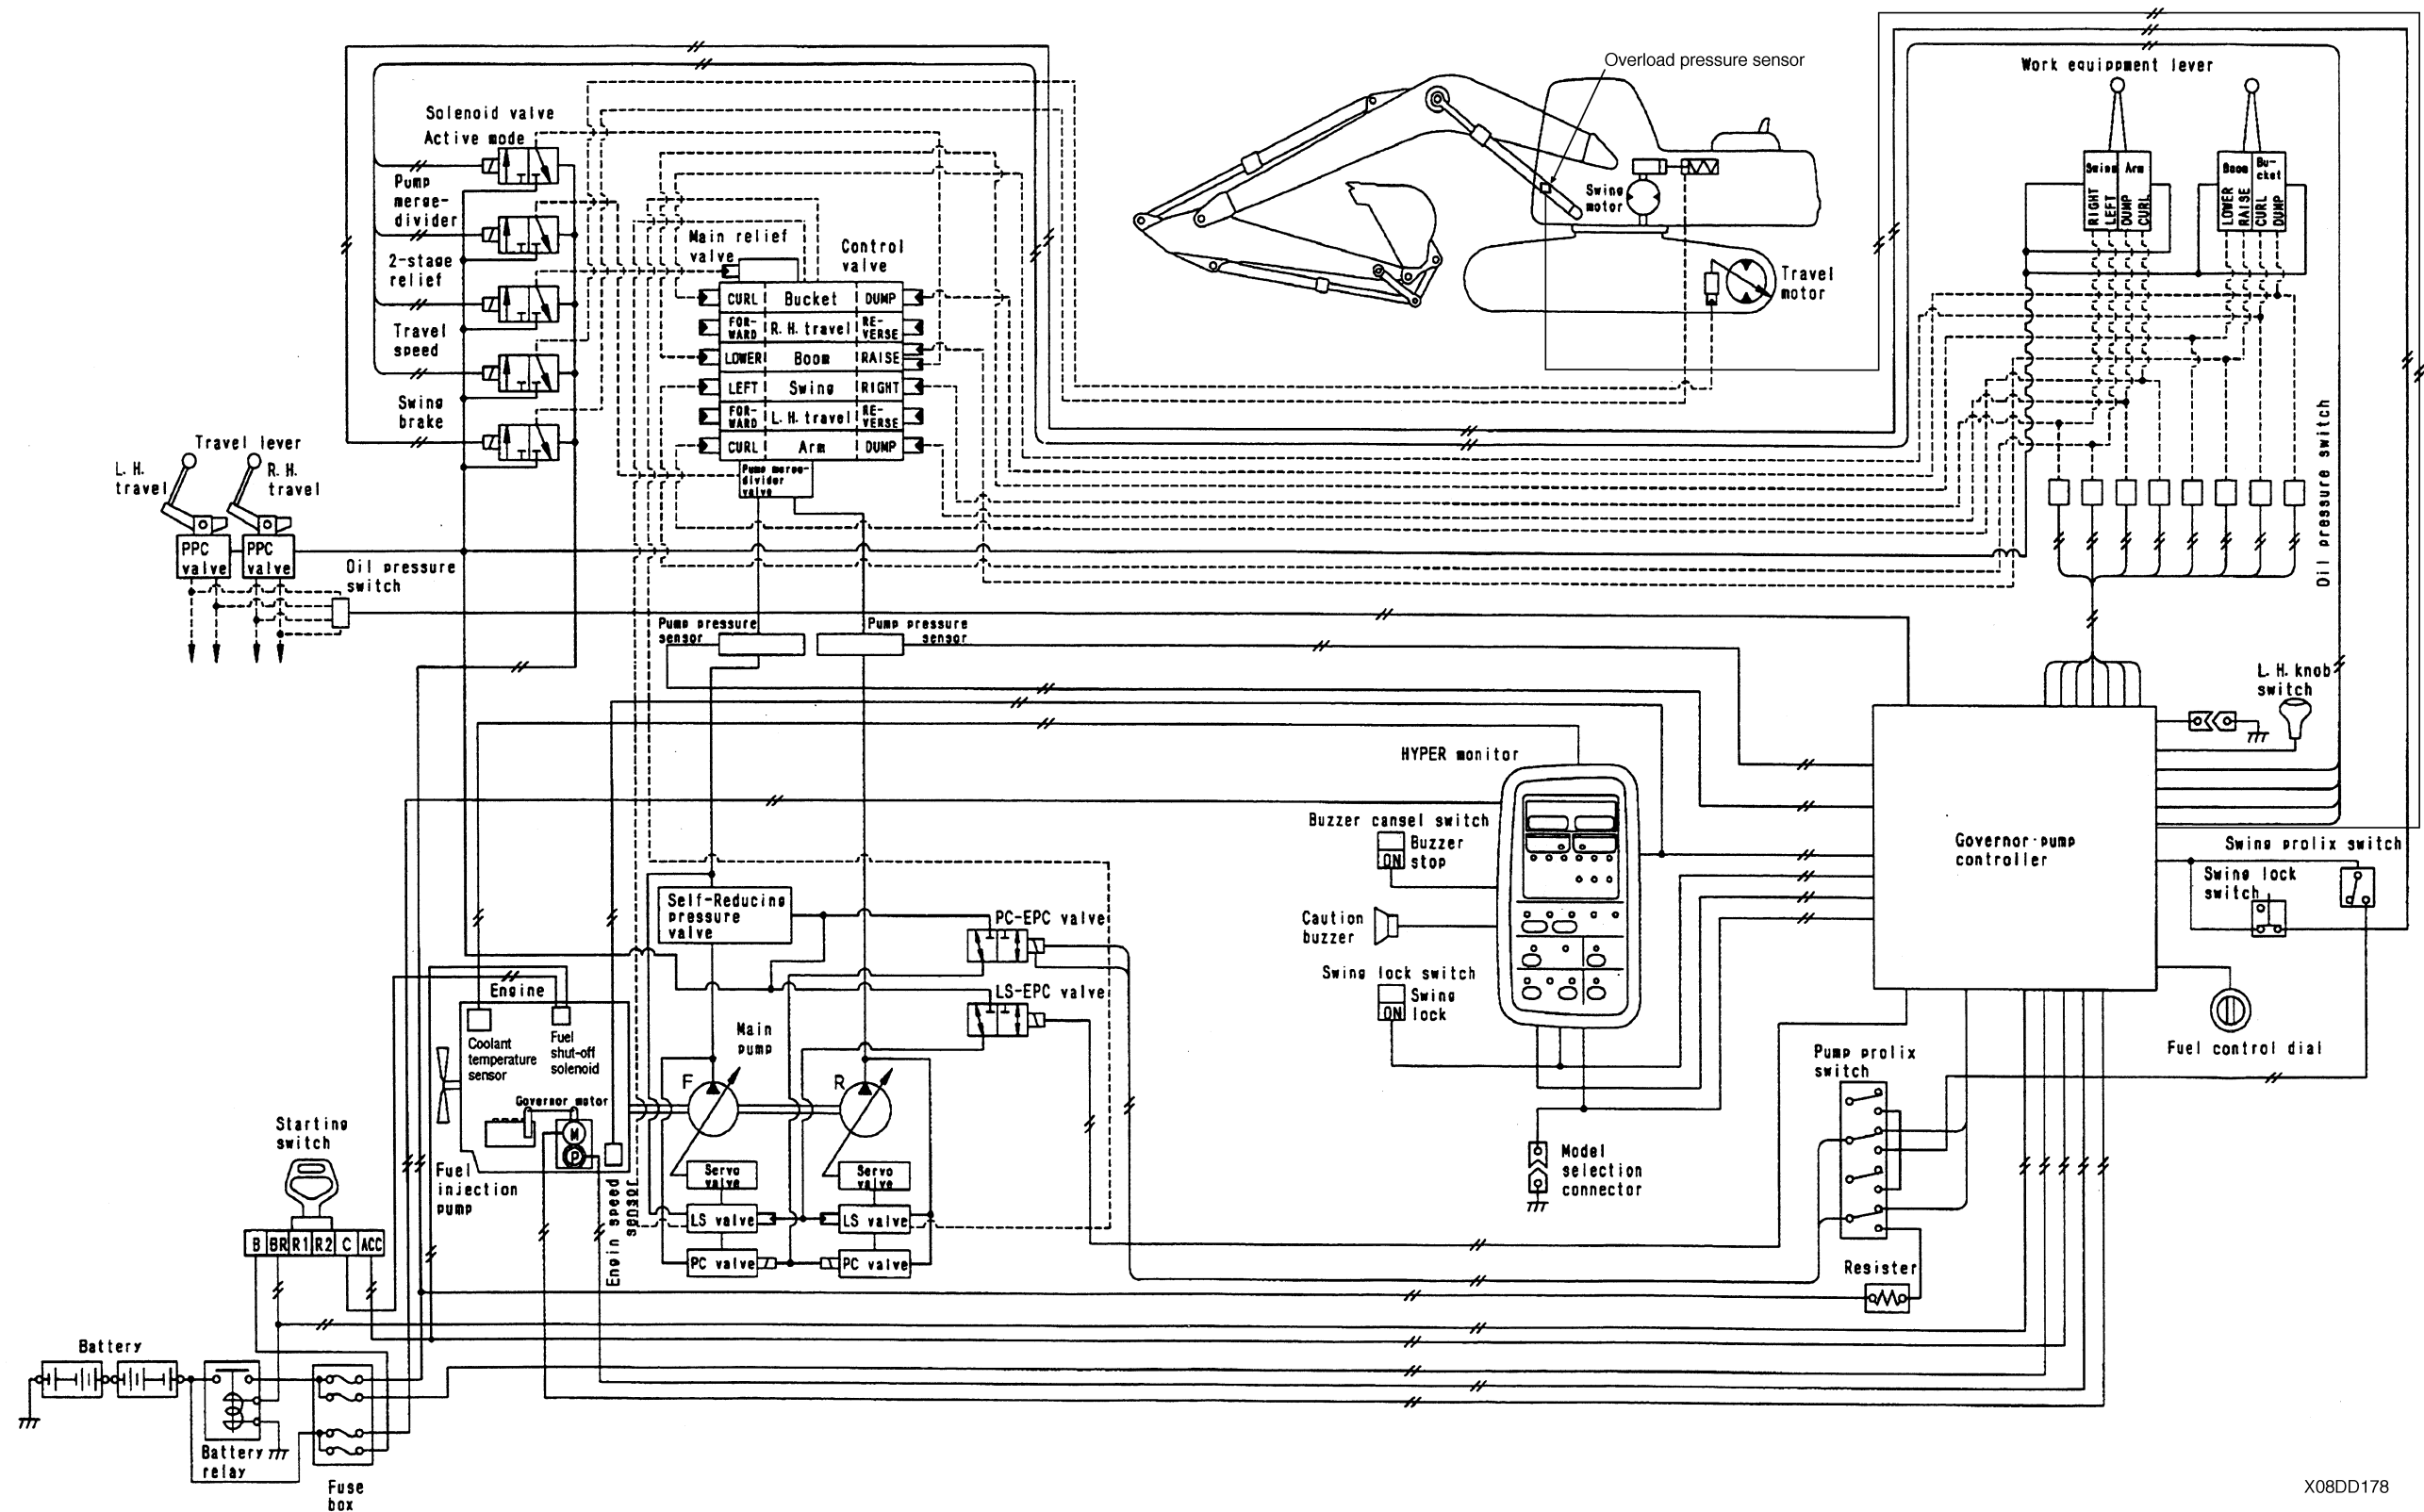 Overload pressure sensor
Work equippment lever
Swing Arm
RIGHT
LEFT
DUMP
CURL
Boom Bu-
cket
LOWER
RAISE
CURL
DUMP
Solenoid valve
Active mode
Pump
merge-
divider
2-stage
relief
Travel
speed
Swing
brake
Main relief
valve
Control
valve
CURL Bucket DUMP
FOR-
WARD R. H. travel RE-
VERSE
LOWER Boom RAISE
LEFT Swing RIGHT
FOR-
WARD L. H. travel RE-
VERSE
CURL Arm DUMP
Pump merge-
divider
valve
Swing
motor
Travel
motor
Oil pressure switch
Travel lever
L. H.
travel
R. H.
travel
PPC
valve
PPC
valve
Oil pressure
switch
Pump pressure
sensor
Pump pressure
sensor
L. H. knob
switch
HYPER monitor
Buzzer cansel switch
Buzzer
ON stop
Caution
buzzer
Swing lock switch
Swing
ON lock
Governor·pump
controller
Swing prolix switch
Swing lock
switch
Fuel control dial
Self-Reducing
pressure
valve
PC-EPC valve
LS-EPC valve
Engine
Coolant
temperature
sensor
Fuel
shut-off
solenoid
Governor motor
M
P
Main
pump
F
R
Servo
valve
Servo
valve
LS valve
LS valve
PC valve
PC valve
Fuel
injection
pump
Engin speed
sensor
Starting
switch
B BR R1 R2 C ACC
Pump prolix
switch
Model
selection
connector
Resister
Battery
Battery
relay
Fuse
box
X08DD178